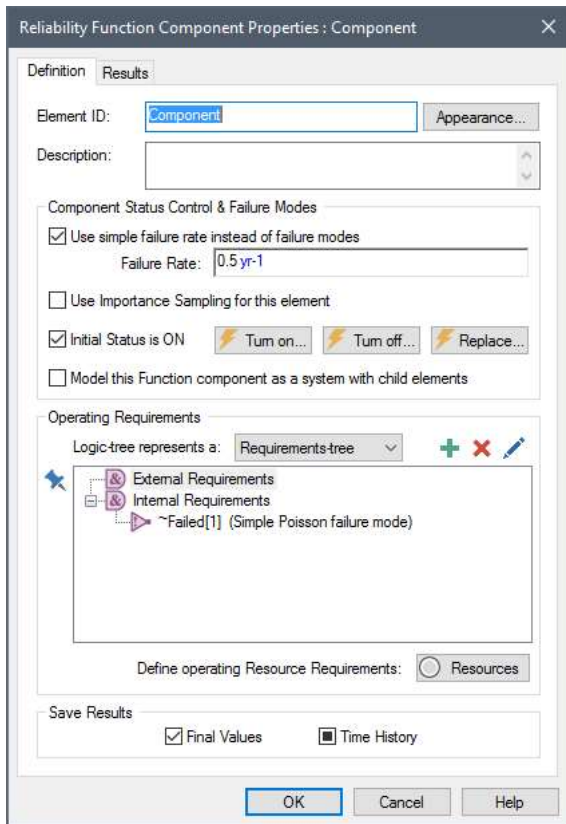 Reliability Function Component Properties : Component
Definition Results
Element ID: Component Appearance...
Description:
Component Status Control & Failure Modes
Use simple failure rate instead of failure modes
Failure Rate: 0.5 yr-1
Use Importance Sampling for this element
Initial Status is ON Turn on... Turn off... Replace...
Model this Function component as a system with child elements
Operating Requirements
Logic-tree represents a: Requirements-tree
& External Requirements
& Internal Requirements
~Failed[1] (Simple Poisson failure mode)
Define operating Resource Requirements: Resources
Save Results
Final Values Time History
OK Cancel Help